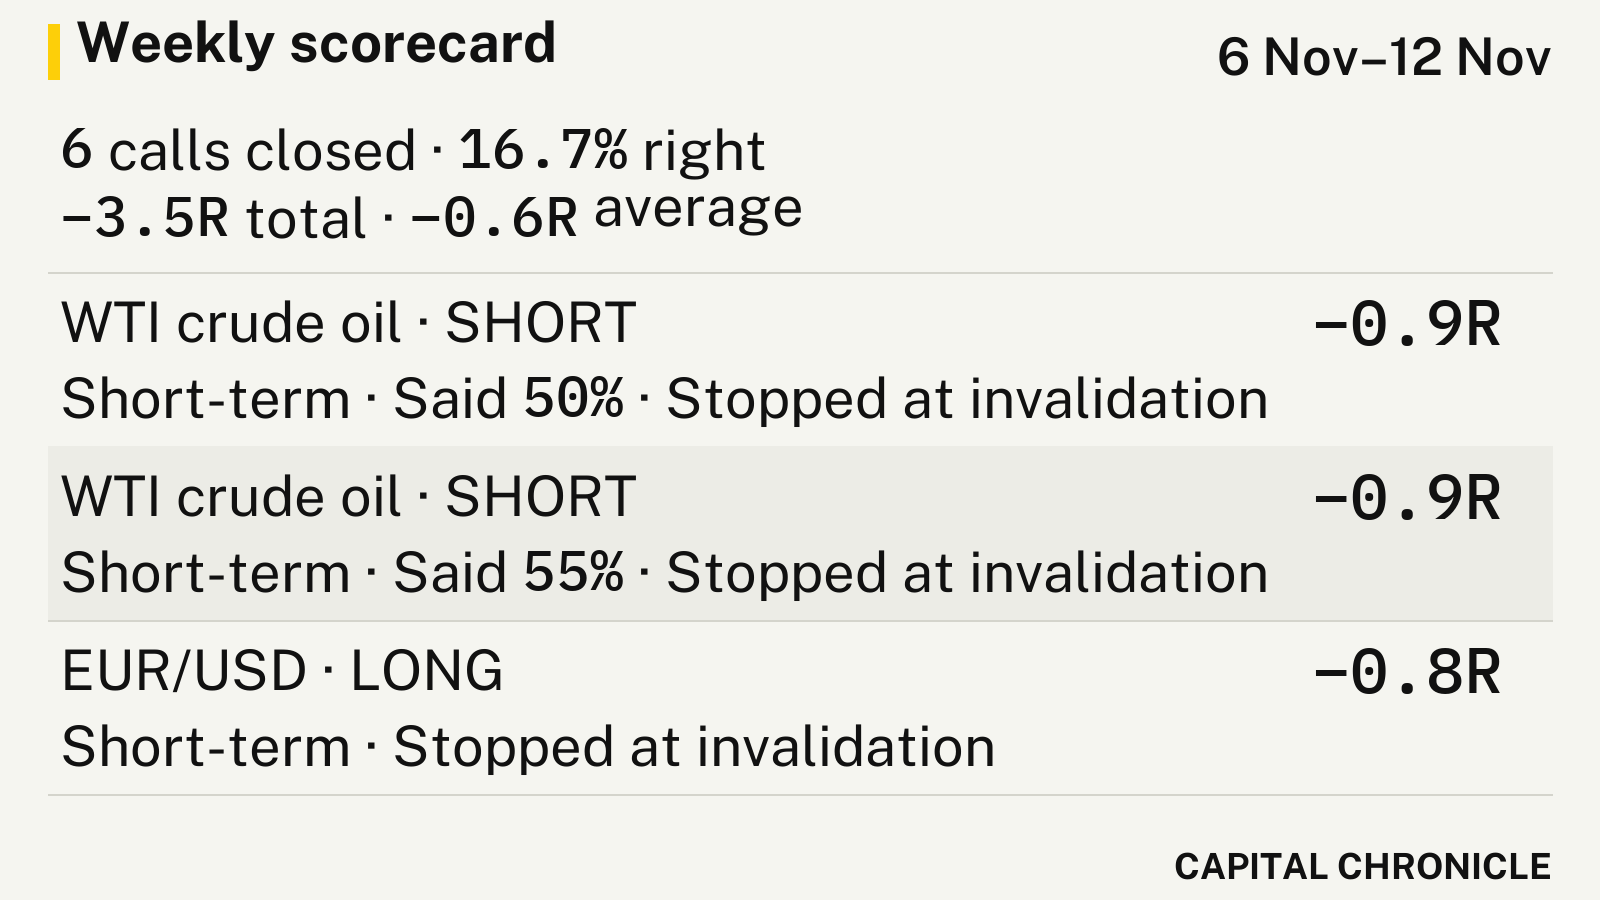 Weekly scorecard
6 Nov–12 Nov
6 calls closed · 16.7% right
−3.5R total · −0.6R average
WTI crude oil · SHORT
−0.9R
Short-term · Said 50% · Stopped at invalidation
WTI crude oil · SHORT
−0.9R
Short-term · Said 55% · Stopped at invalidation
EUR/USD · LONG
−0.8R
Short-term · Stopped at invalidation
CAPITAL CHRONICLE